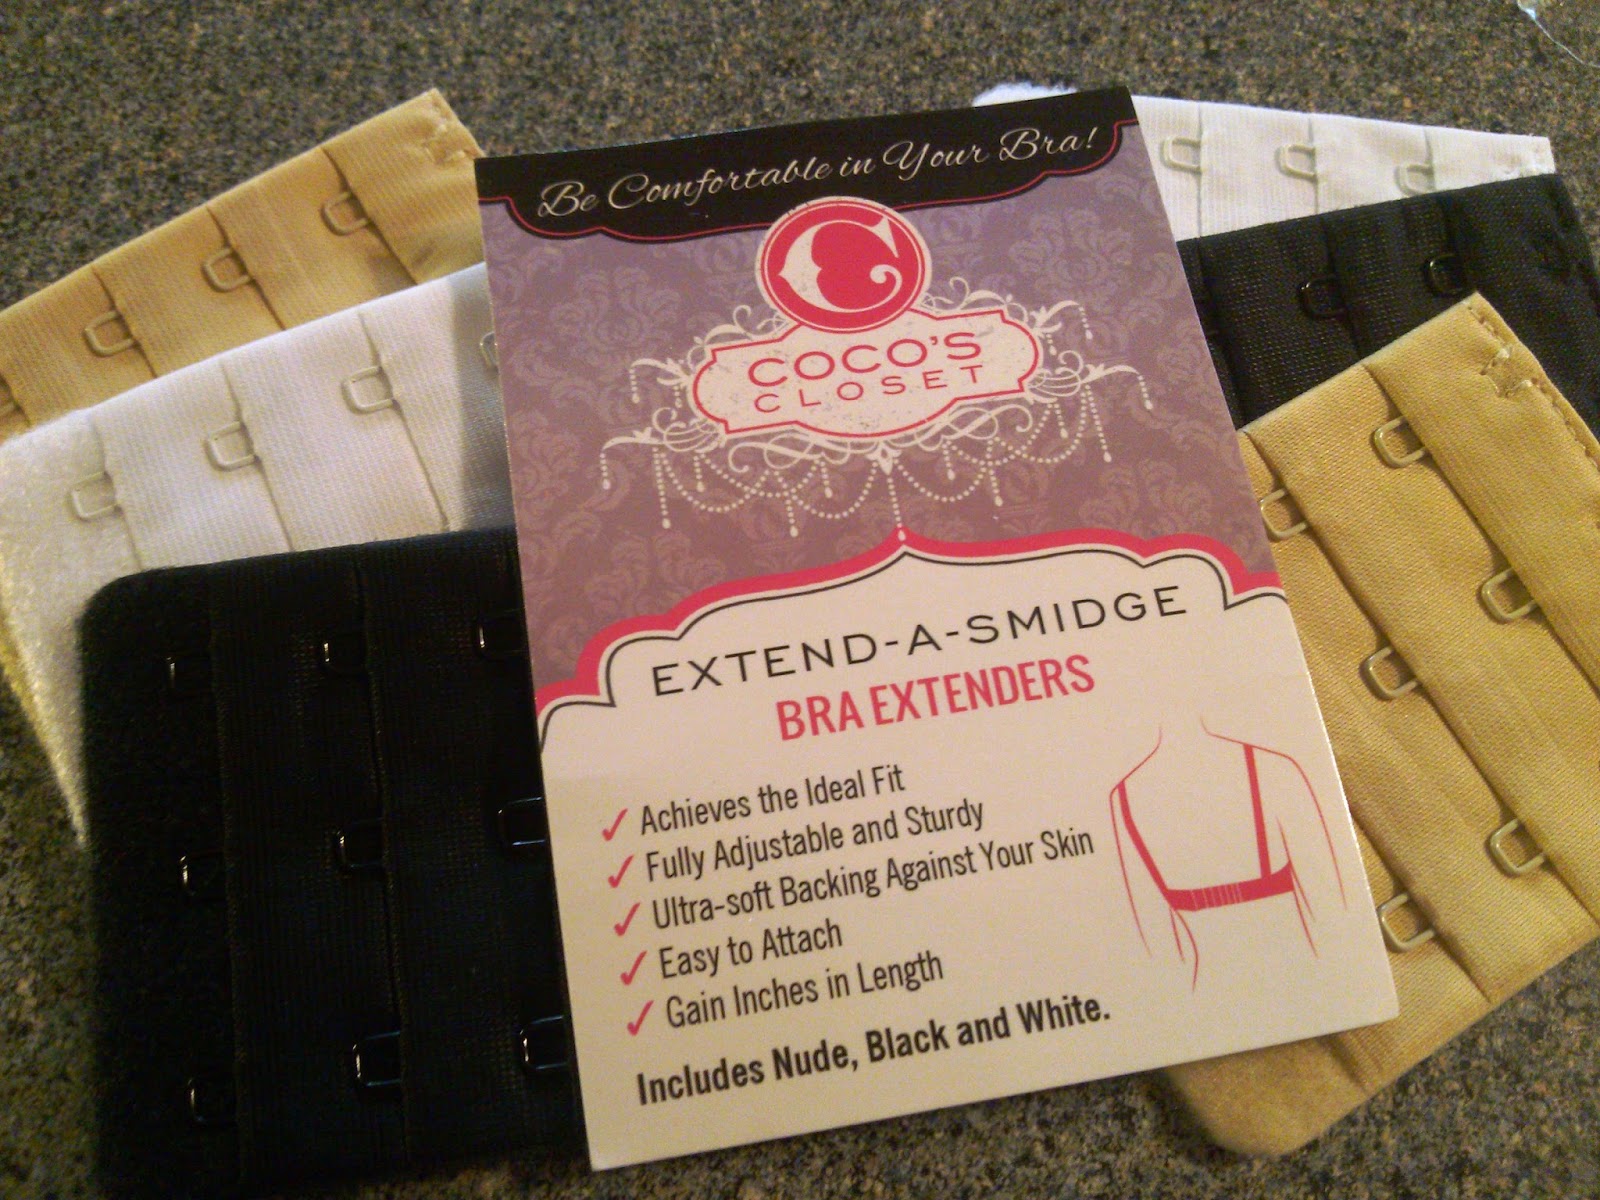 Be Comfortable in Your Bra!
C
COCO'S
CLOSET
EXTEND-A-SMIDGE
BRA EXTENDERS
✓ Achieves the Ideal Fit
✓ Fully Adjustable and Sturdy
✓ Ultra-soft Backing Against Your Skin
✓ Easy to Attach
✓ Gain Inches in Length
Includes Nude, Black and White.